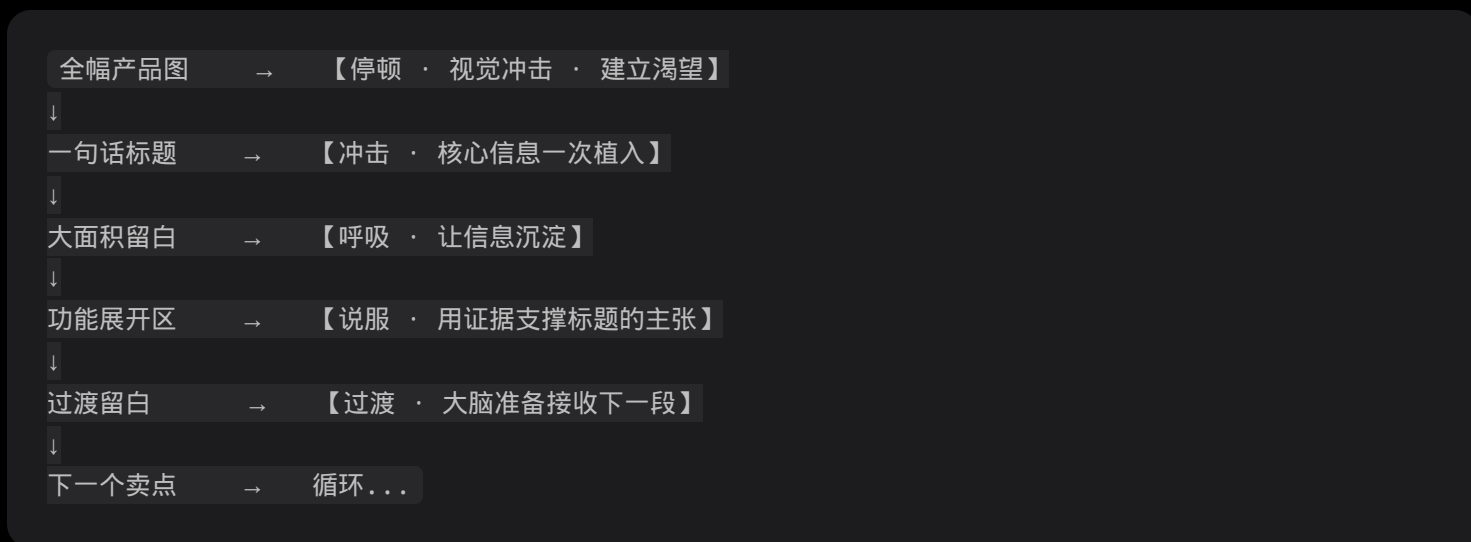 全幅产品图 → 【停顿 · 视觉冲击 · 建立渴望】
↓
一句话标题 → 【冲击 · 核心信息一次植入】
↓
大面积留白 → 【呼吸 · 让信息沉淀】
↓
功能展开区 → 【说服 · 用证据支撑标题的主张】
↓
过渡留白 → 【过渡 · 大脑准备接收下一段】
↓
下一个卖点 → 循环...